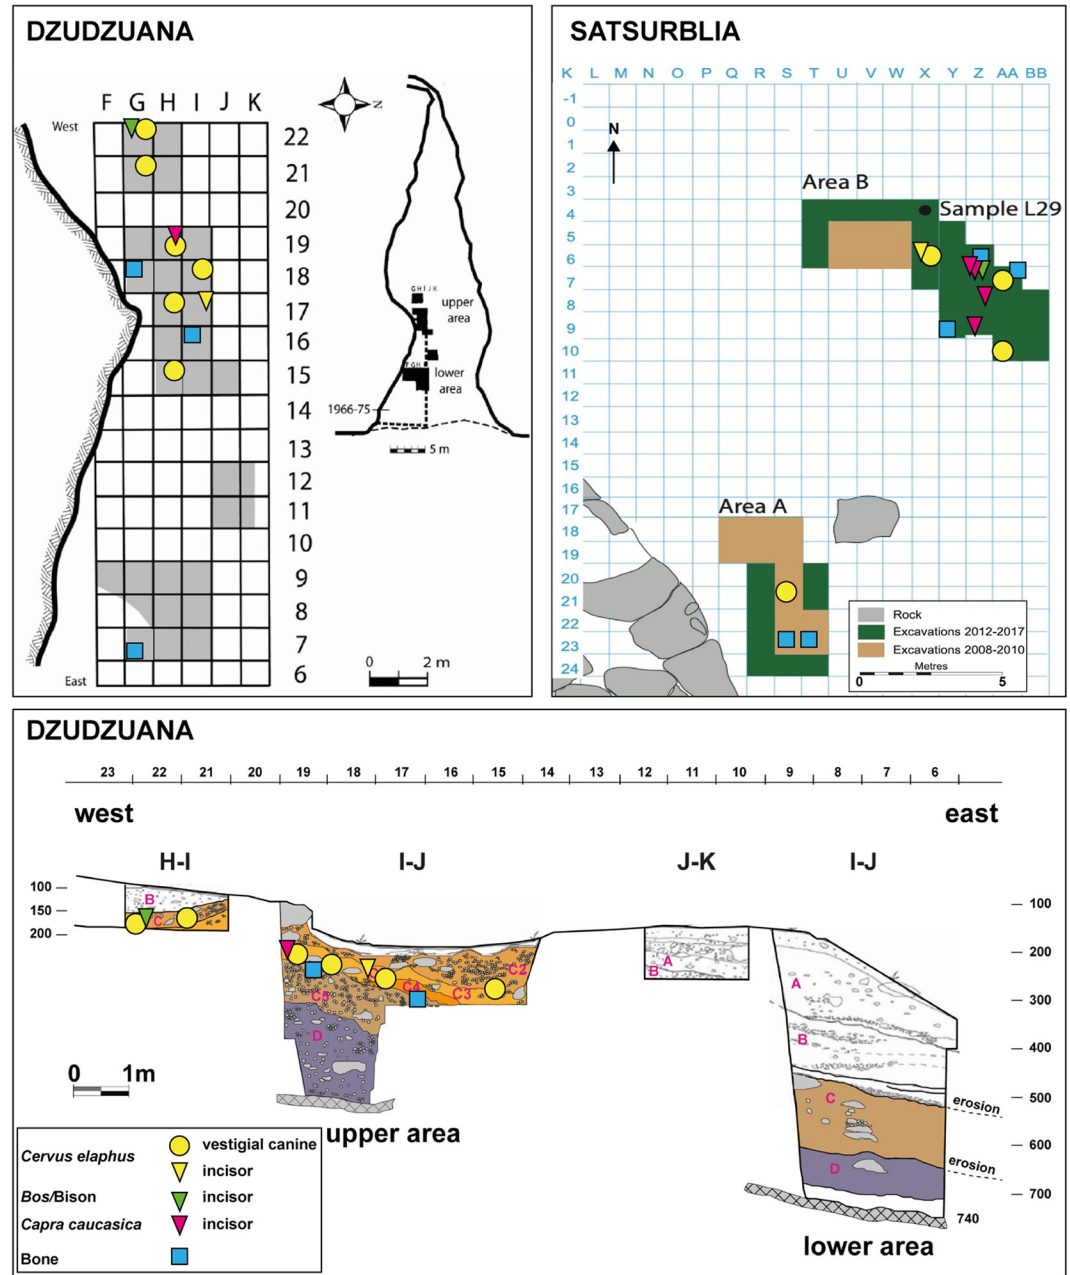 DZUDZUANA
F G H I J K
West
22
21
20
19
18
17
16
15
14
13
12
11
10
9
8
7
6
East
N
G H I J K
upper
area
F G H
lower
area
1966-75
5 m
0 2 m
SATSURBLIA
K L M N O P Q R S T U V W X Y Z AA BB
-1
0
1
2
3
4
5
6
7
8
9
10
11
12
13
14
15
16
17
18
19
20
21
22
23
24
N
Area B
Sample L29
Area A
Rock
Excavations 2012-2017
Excavations 2008-2010
Metres
0 5
DZUDZUANA
23 22 21 20 19 18 17 16 15 14 13 12 11 10 9 8 7 6
west east
H-I I-J J-K I-J
100
150
200
B
C
C2
C3
C4
C5
D
A
B
A
B
C
D
100
200
300
400
500
600
700
740
erosion
erosion
0 1m
upper area
lower area
Cervus elaphus vestigial canine
incisor
Bos/Bison incisor
Capra caucasica incisor
Bone